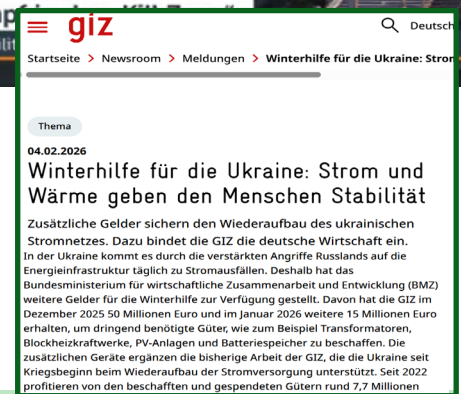 giz
Deutsch
Startseite > Newsroom > Meldungen > Winterhilfe für die Ukraine: Stro
Thema
04.02.2026
Winterhilfe für die Ukraine: Strom und
Wärme geben den Menschen Stabilität
Zusätzliche Gelder sichern den Wiederaufbau des ukrainischen
Stromnetzes. Dazu bindet die GIZ die deutsche Wirtschaft ein.
In der Ukraine kommt es durch die verstärkten Angriffe Russlands auf die
Energieinfrastruktur täglich zu Stromausfällen. Deshalb hat das
Bundesministerium für wirtschaftliche Zusammenarbeit und Entwicklung (BMZ)
weitere Gelder für die Winterhilfe zur Verfügung gestellt. Davon hat die GIZ im
Dezember 2025 50 Millionen Euro und im Januar 2026 weitere 15 Millionen Euro
erhalten, um dringend benötigte Güter, wie zum Beispiel Transformatoren,
Blockheizkraftwerke, PV-Anlagen und Batteriespeicher zu beschaffen. Die
zusätzlichen Geräte ergänzen die bisherige Arbeit der GIZ, die die Ukraine seit
Kriegsbeginn beim Wiederaufbau der Stromversorgung unterstützt. Seit 2022
profitieren von den beschafften und gespendeten Gütern rund 7,7 Millionen